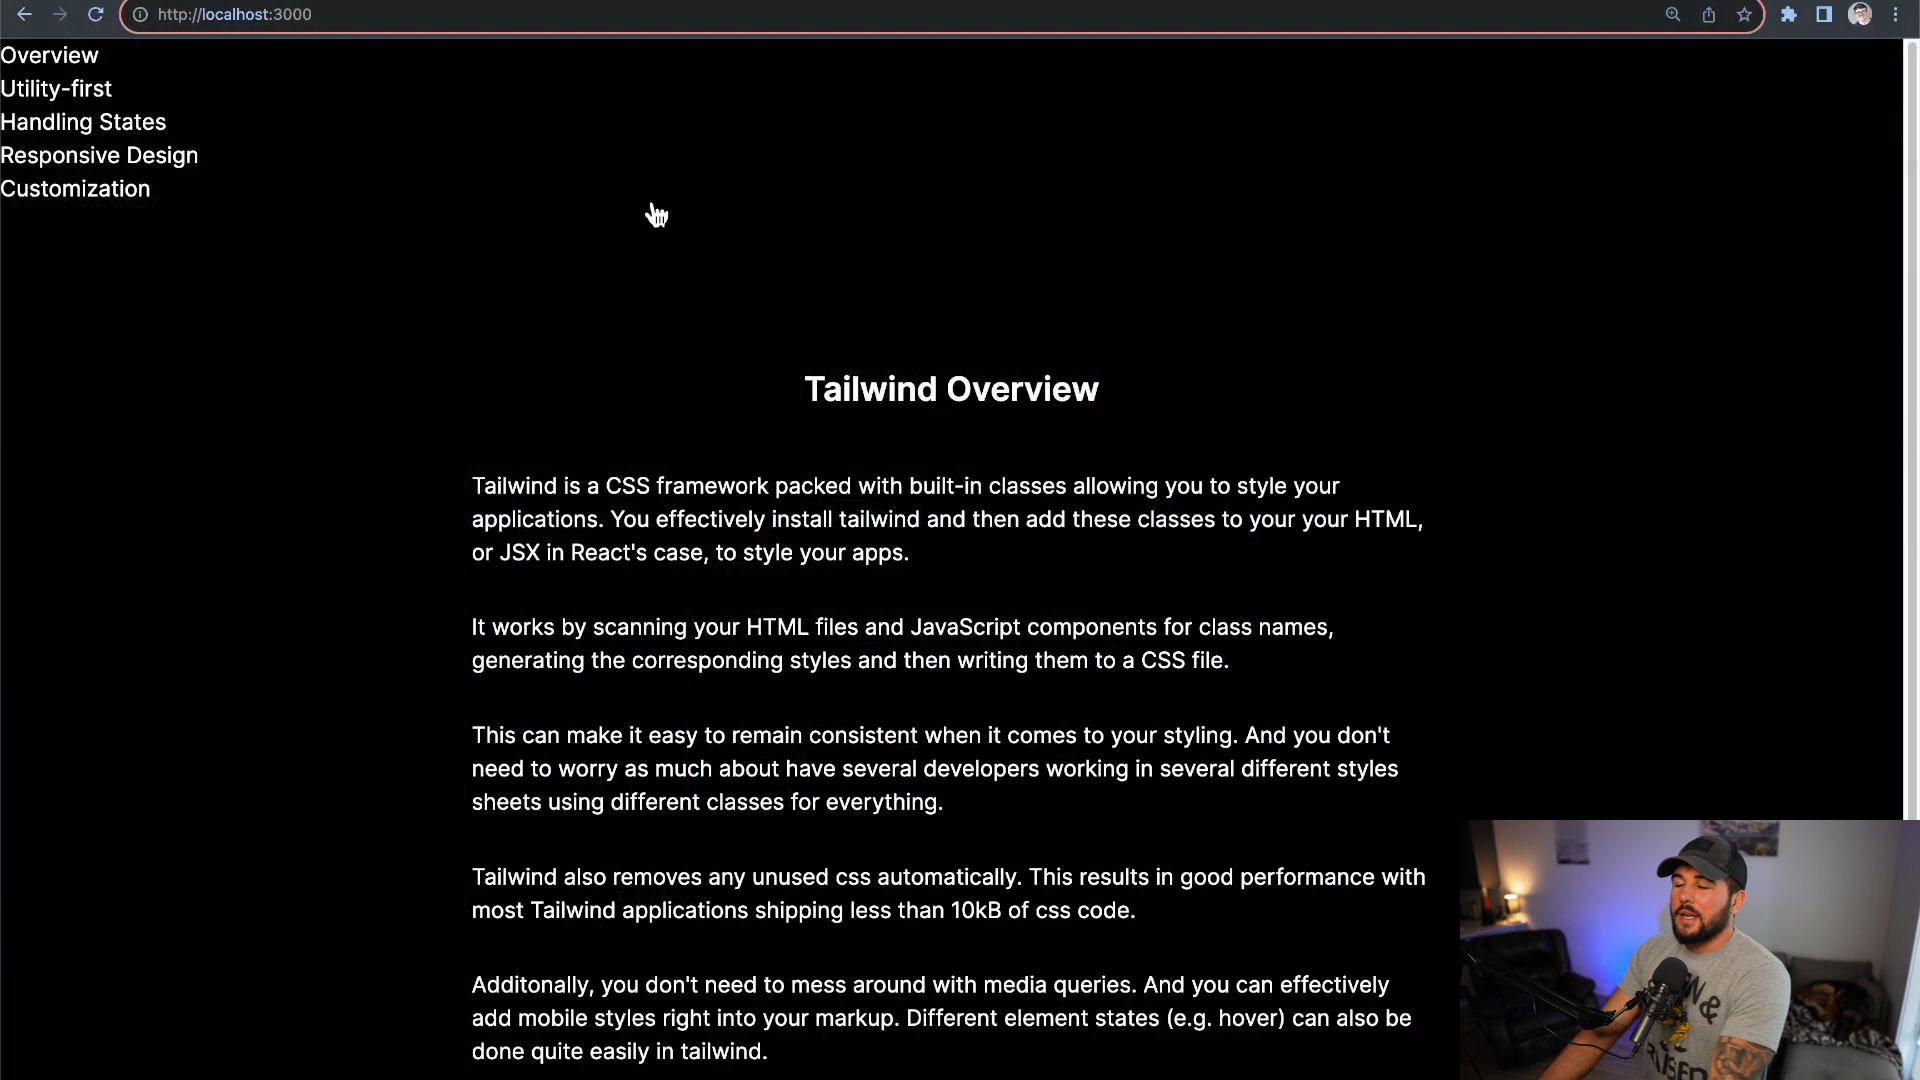 http://localhost:3000
Overview
Utility-first
Handling States
Responsive Design
Customization
Tailwind Overview
Tailwind is a CSS framework packed with built-in classes allowing you to style your
applications. You effectively install tailwind and then add these classes to your your HTML,
or JSX in React's case, to style your apps.
It works by scanning your HTML files and JavaScript components for class names,
generating the corresponding styles and then writing them to a CSS file.
This can make it easy to remain consistent when it comes to your styling. And you don't
need to worry as much about have several developers working in several different styles
sheets using different classes for everything.
Tailwind also removes any unused css automatically. This results in good performance with
most Tailwind applications shipping less than 10kB of css code.
Additonally, you don't need to mess around with media queries. And you can effectively
add mobile styles right into your markup. Different element states (e.g. hover) can also be
done quite easily in tailwind.